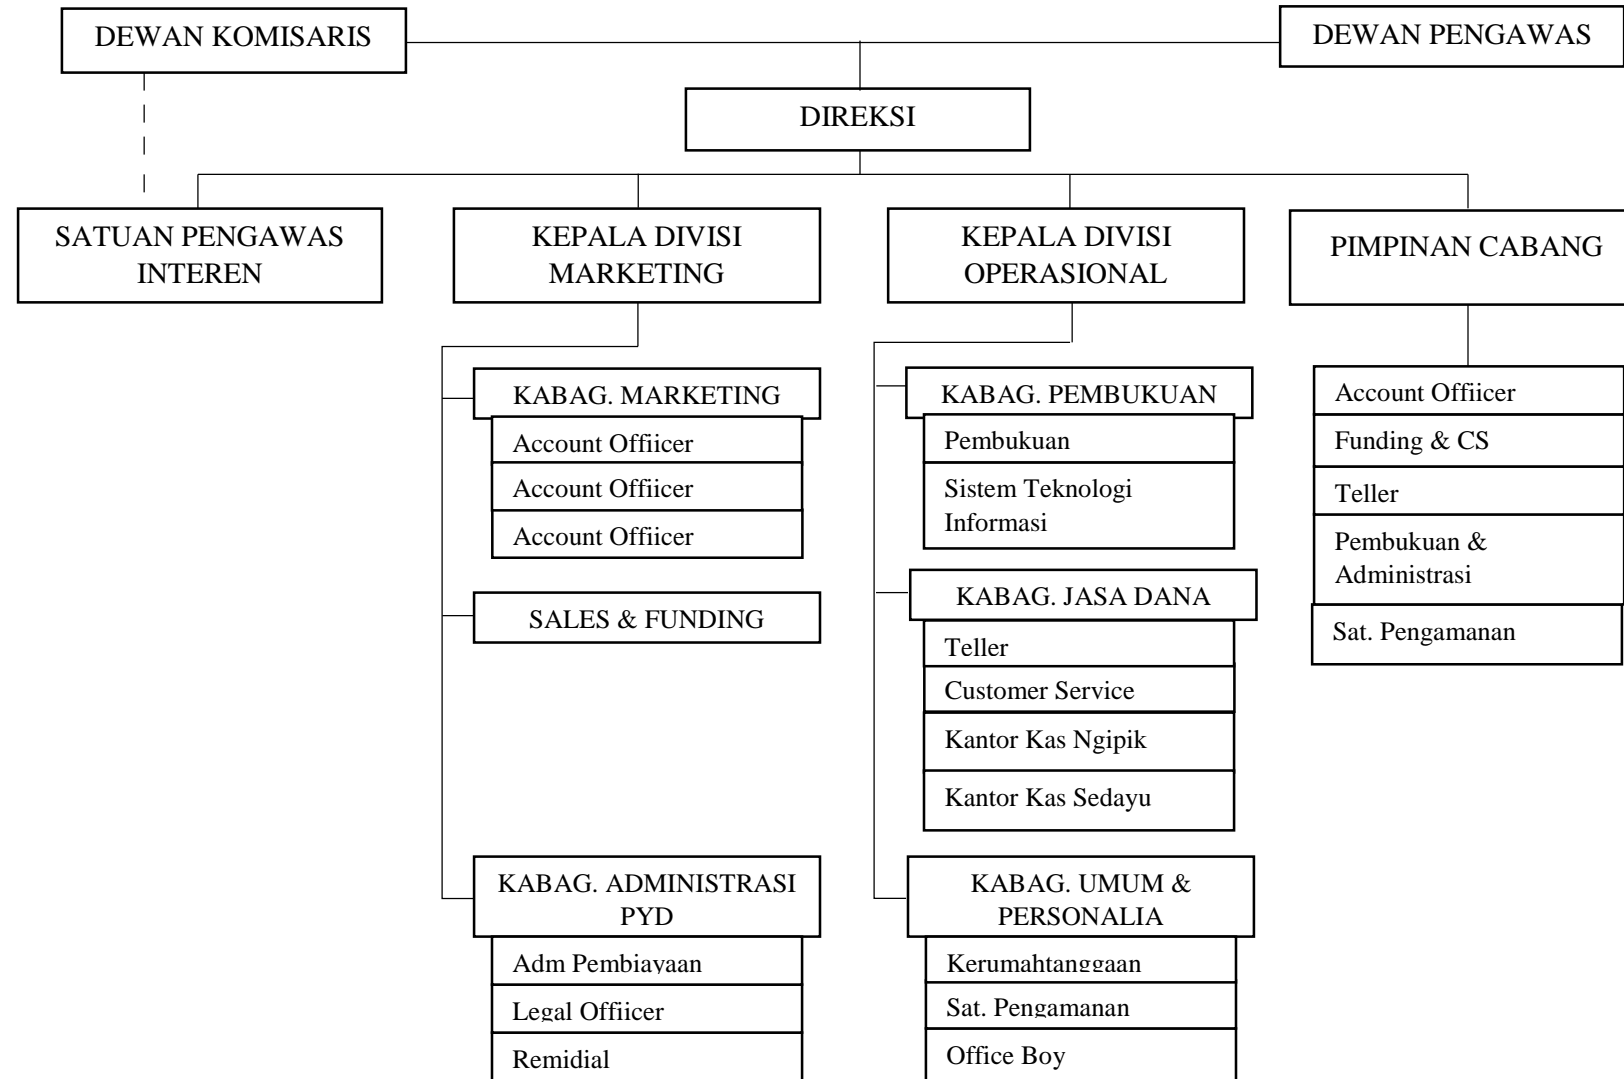 DEWAN KOMISARIS
DEWAN PENGAWAS
DIREKSI
SATUAN PENGAWAS
INTEREN
KEPALA DIVISI
MARKETING
KEPALA DIVISI
OPERASIONAL
PIMPINAN CABANG
KABAG. MARKETING
Account Offiicer
Account Offiicer
Account Offiicer
SALES & FUNDING
KABAG. ADMINISTRASI
PYD
Adm Pembiayaan
Legal Offiicer
Remidial
KABAG. PEMBUKUAN
Pembukuan
Sistem Teknologi
Informasi
KABAG. JASA DANA
Teller
Customer Service
Kantor Kas Ngipik
Kantor Kas Sedayu
KABAG. UMUM &
PERSONALIA
Kerumahtanggaan
Sat. Pengamanan
Office Boy
Account Offiicer
Funding & CS
Teller
Pembukuan &
Administrasi
Sat. Pengamanan